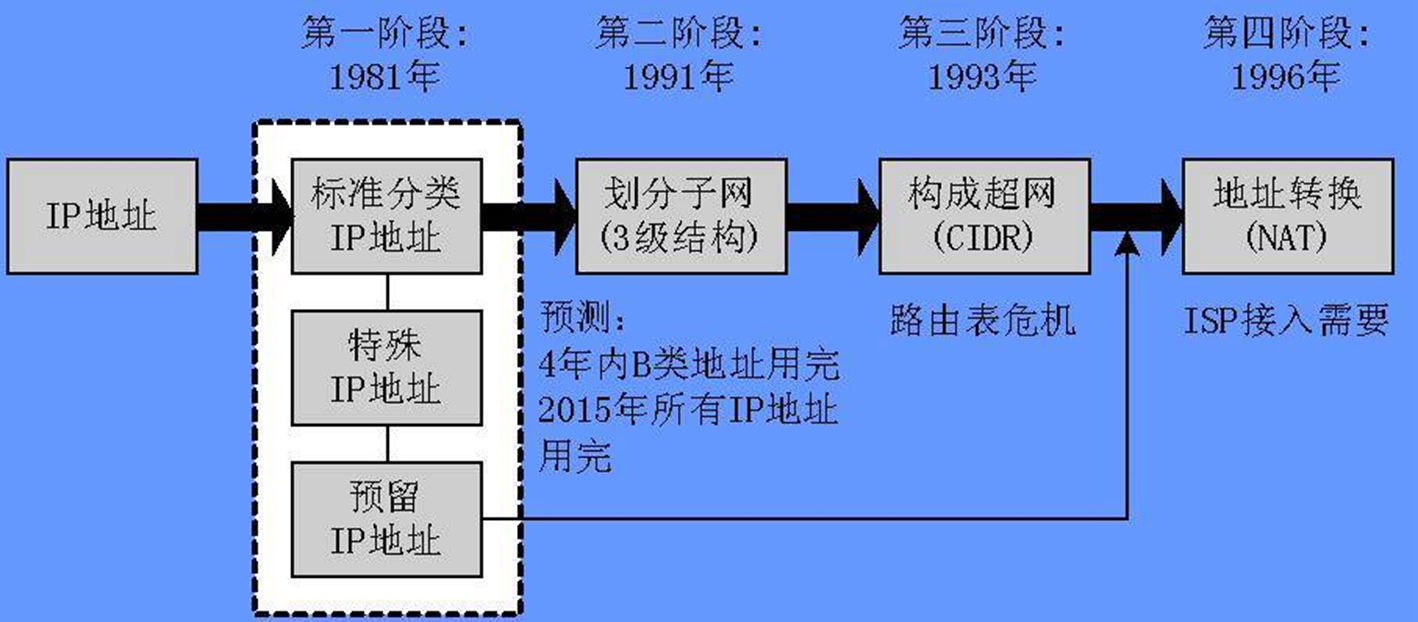 第一阶段:
1981年
第二阶段:
1991年
第三阶段:
1993年
第四阶段:
1996年
IP地址
标准分类
IP地址
划分子网
(3级结构)
构成超网
(CIDR)
地址转换
(NAT)
特殊
IP地址
预留
IP地址
预测:
4年内B类地址用完
2015年所有IP地址
用完
路由表危机
ISP接入需要